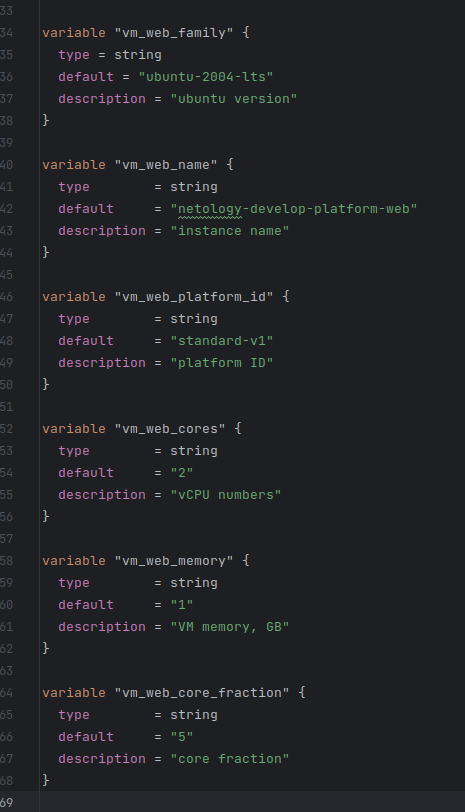 33
34 variable "vm_web_family" {
35   type = string
36   default = "ubuntu-2004-lts"
37   description = "ubuntu version"
38 }
39
40 variable "vm_web_name" {
41   type        = string
42   default     = "netology-develop-platform-web"
43   description = "instance name"
44 }
45
46 variable "vm_web_platform_id" {
47   type        = string
48   default     = "standard-v1"
49   description = "platform ID"
50 }
51
52 variable "vm_web_cores" {
53   type        = string
54   default     = "2"
55   description = "vCPU numbers"
56 }
57
58 variable "vm_web_memory" {
59   type        = string
60   default     = "1"
61   description = "VM memory, GB"
62 }
63
64 variable "vm_web_core_fraction" {
65   type        = string
66   default     = "5"
67   description = "core fraction"
68 }
69